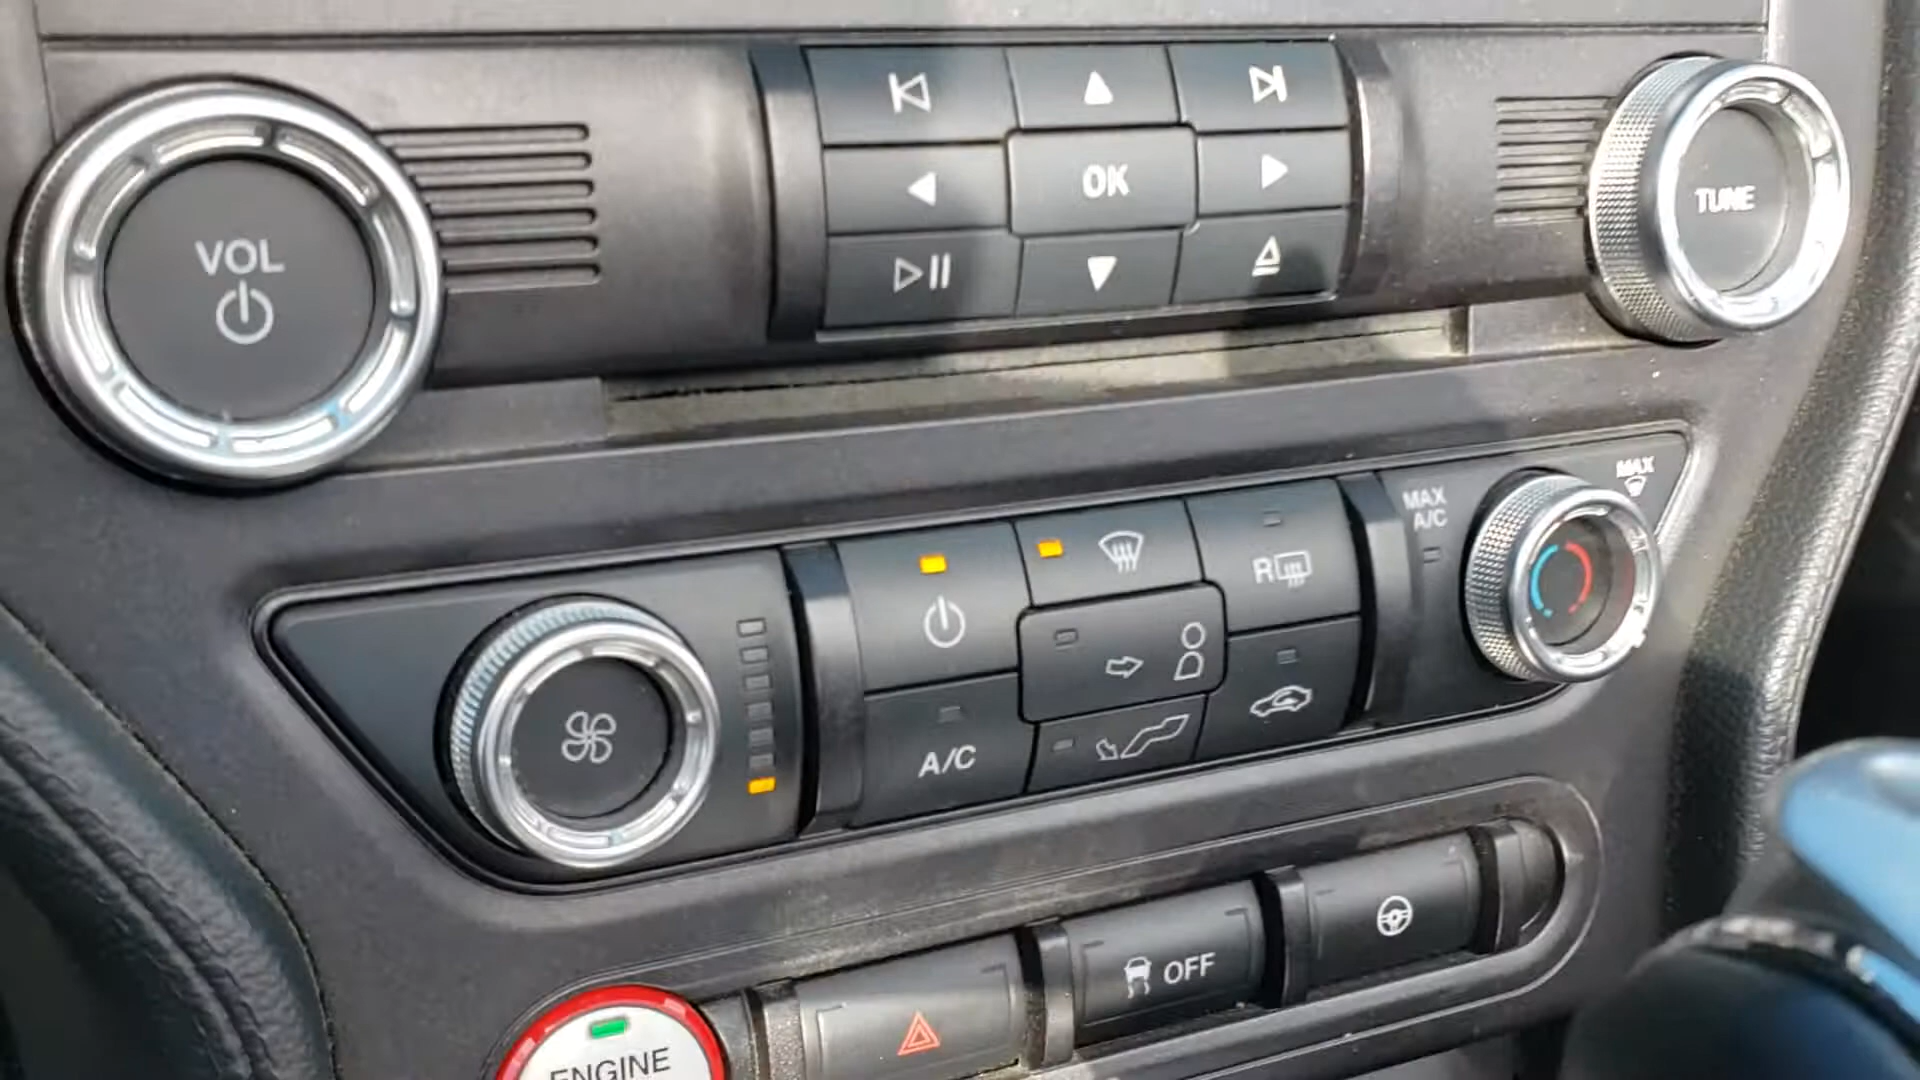 VOL
OK
TUNE
MAX
MAX
A/C
R
A/C
OFF
ENGINE